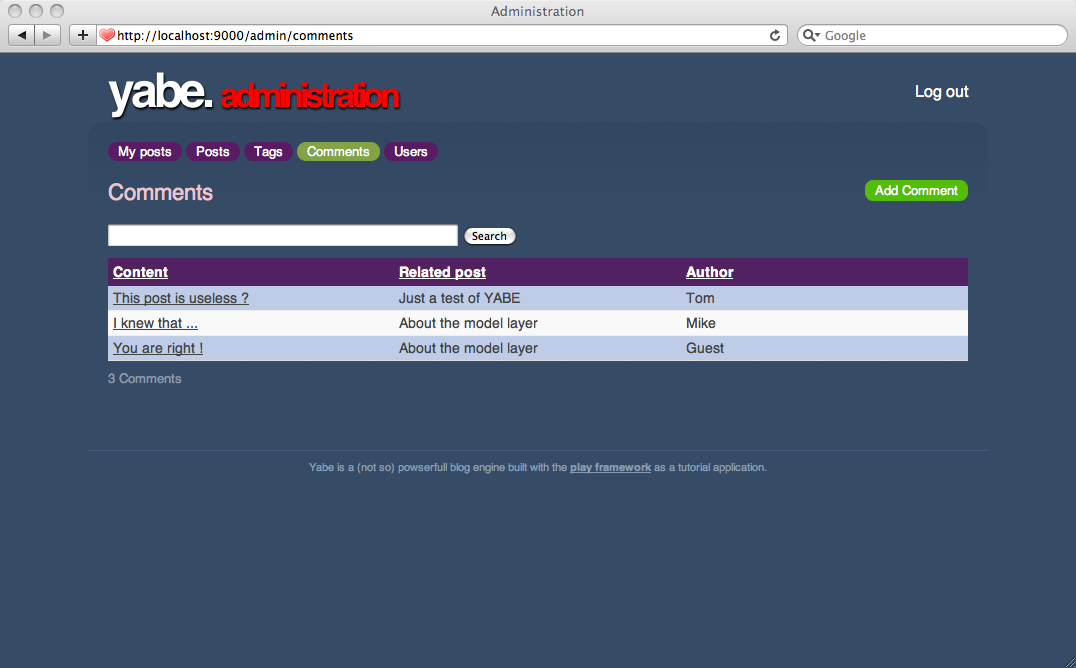 Administration
http://localhost:9000/admin/comments
Google
yabe. administration
Log out
My posts Posts Tags Comments Users
Comments
Add Comment
Search
Content Related post Author
This post is useless ? Just a test of YABE Tom
I knew that ... About the model layer Mike
You are right ! About the model layer Guest
3 Comments
Yabe is a (not so) powserfull blog engine built with the play framework as a tutorial application.